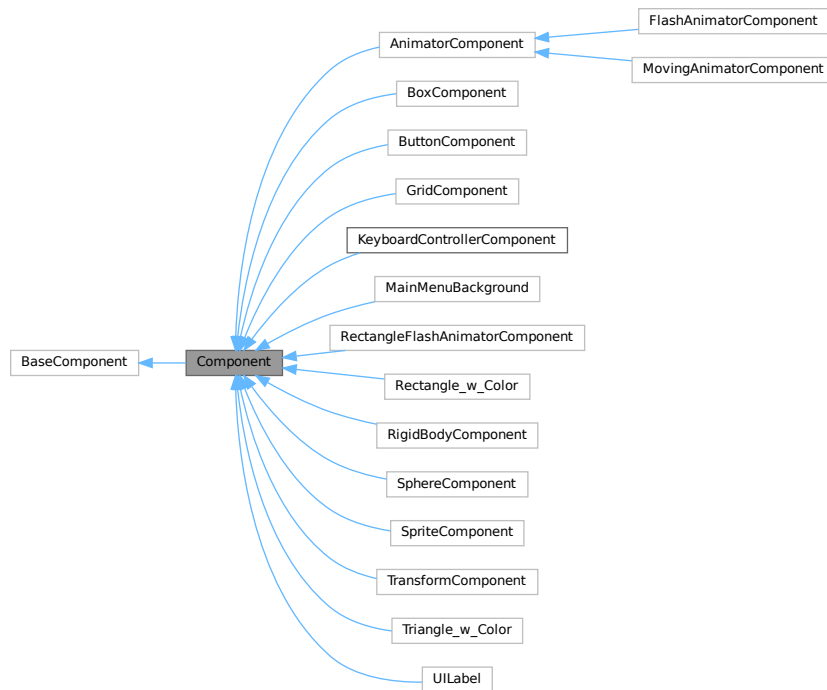 FlashAnimatorComponent
AnimatorComponent
MovingAnimatorComponent
BoxComponent
ButtonComponent
GridComponent
KeyboardControllerComponent
MainMenuBackground
RectangleFlashAnimatorComponent
BaseComponent
Component
Rectangle_w_Color
RigidBodyComponent
SphereComponent
SpriteComponent
TransformComponent
Triangle_w_Color
UILabel